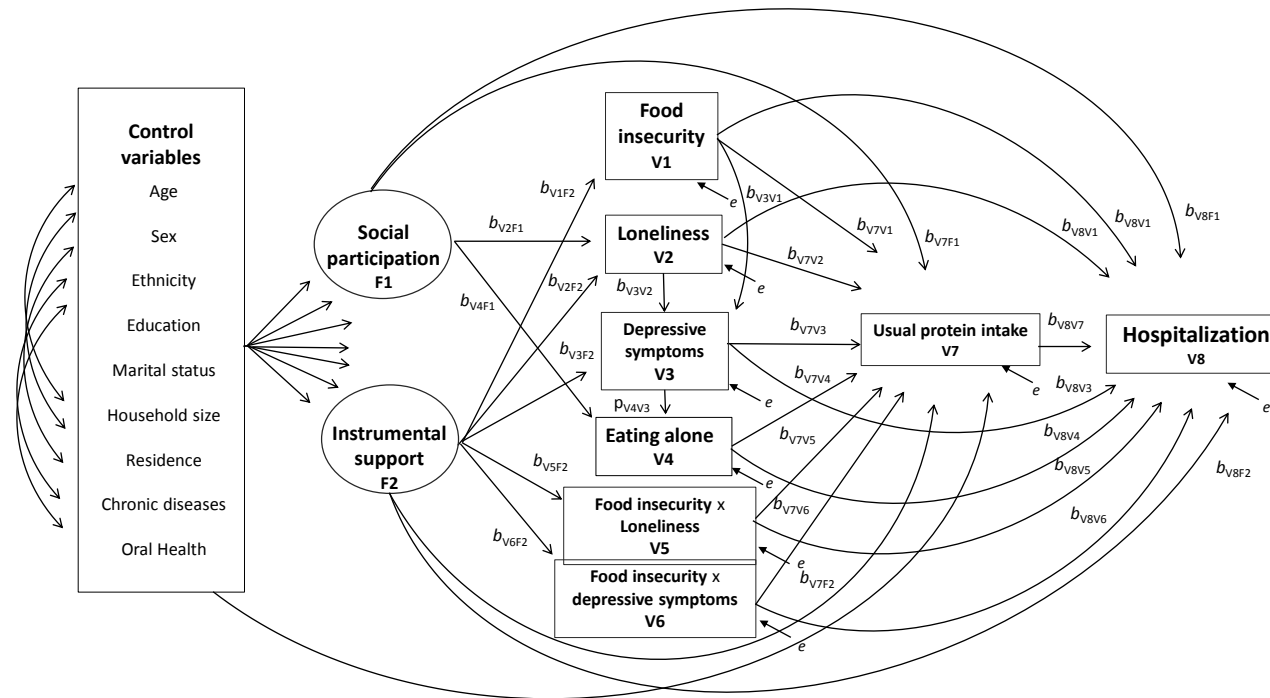 Control
variables
Age
Sex
Ethnicity
Education
Marital status
Household size
Residence
Chronic diseases
Oral Health
Social
participation
F1
Instrumental
support
F2
Food
insecurity
V1
Loneliness
V2
Depressive
symptoms
V3
Eating alone
V4
Food insecurity x
Loneliness
V5
Food insecurity x
depressive symptoms
V6
Usual protein intake
V7
Hospitalization
V8
bV1F2
bV2F1
bV2F2
bV4F1
bV3F2
bV5F2
bV6F2
bV3V1
bV3V2
pV4V3
bV7V1
bV7V2
bV7V3
bV7V4
bV7V5
bV7V6
bV7F2
bV7F1
bV8V1
bV8V1
bV8F1
bV8V7
bV8V3
bV8V4
bV8V5
bV8V6
bV8F2
e
e
e
e
e
e
e
e